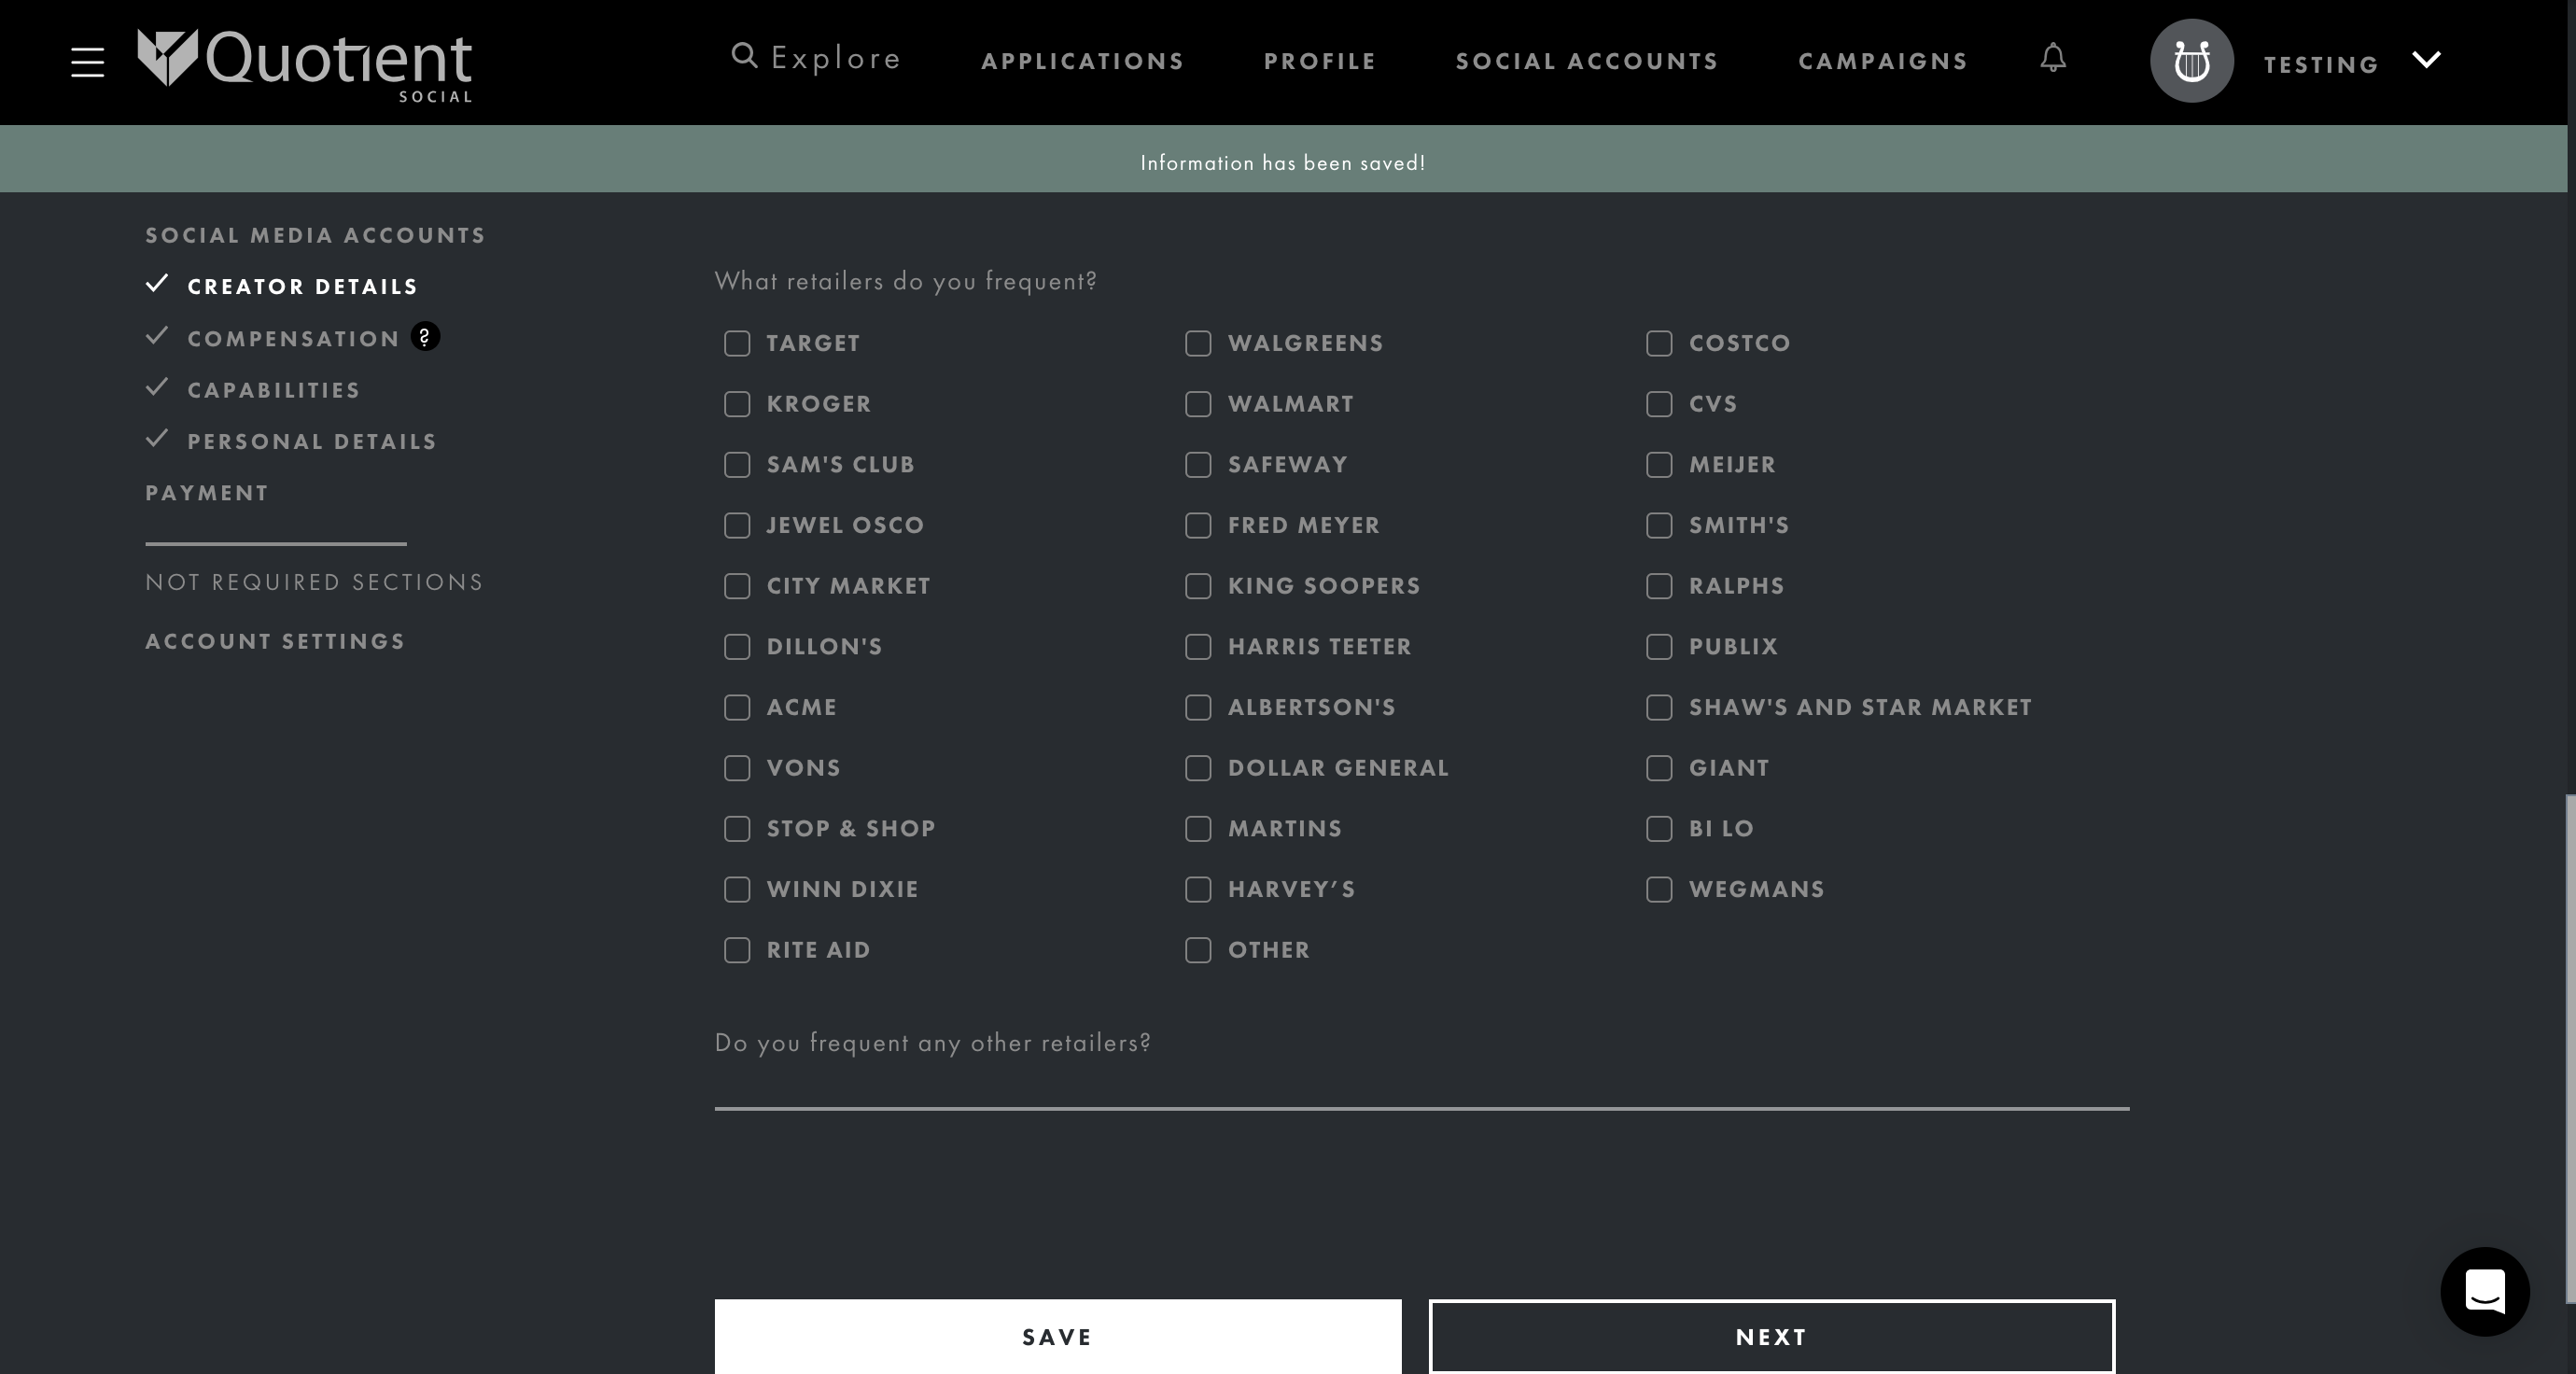 Quotient
SOCIAL
Explore
APPLICATIONS
PROFILE
SOCIAL ACCOUNTS
CAMPAIGNS
TESTING
Information has been saved!
SOCIAL MEDIA ACCOUNTS
CREATOR DETAILS
COMPENSATION ?
CAPABILITIES
PERSONAL DETAILS
PAYMENT
NOT REQUIRED SECTIONS
ACCOUNT SETTINGS
What retailers do you frequent?
TARGET WALGREENS COSTCO
KROGER WALMART CVS
SAM'S CLUB SAFEWAY MEIJER
JEWEL OSCO FRED MEYER SMITH'S
CITY MARKET KING SOOPERS RALPHS
DILLON'S HARRIS TEETER PUBLIX
ACME ALBERTSON'S SHAW'S AND STAR MARKET
VONS DOLLAR GENERAL GIANT
STOP & SHOP MARTINS BI LO
WINN DIXIE HARVEY’S WEGMANS
RITE AID OTHER
Do you frequent any other retailers?
SAVE NEXT